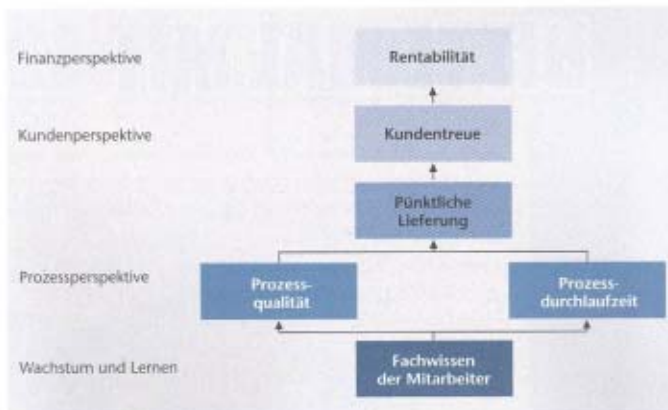 Finanzperspektive
Rentabilität
Kundenperspektive
Kundentreue
Pünktliche
Lieferung
Prozessperspektive
Prozess-
qualität
Prozess-
durchlaufzeit
Wachstum und Lernen
Fachwissen
der Mitarbeiter